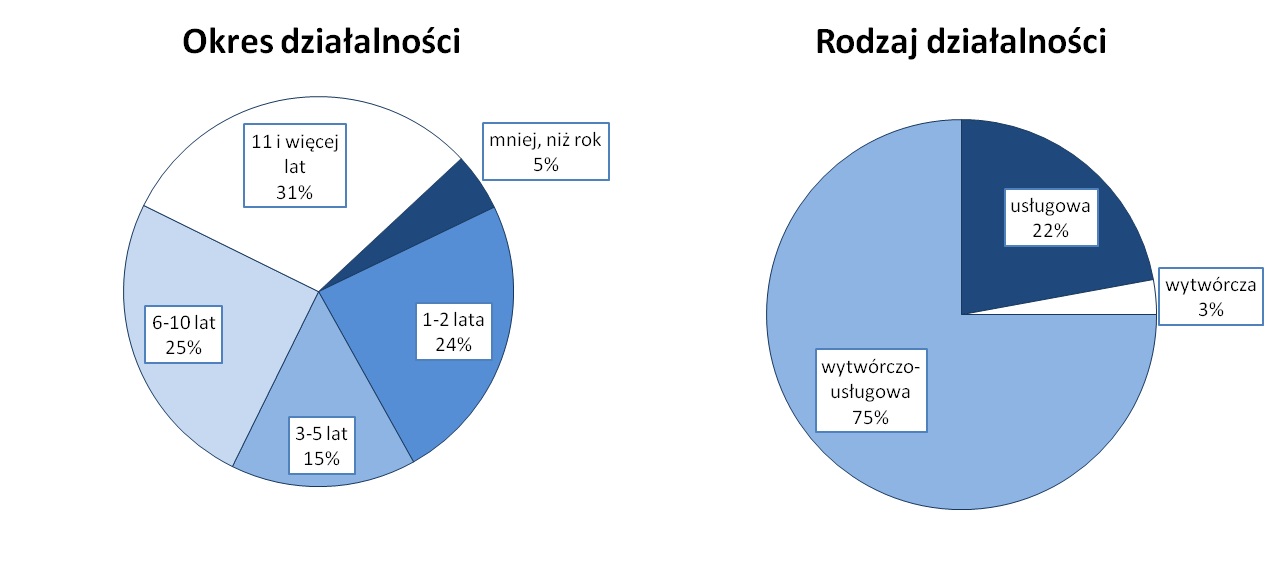 Okres działalności
11 i więcej
lat
31%
mniej, niż rok
5%
1-2 lata
24%
3-5 lat
15%
6-10 lat
25%
Rodzaj działalności
usługowa
22%
wytwórcza
3%
wytwórczo-
usługowa
75%